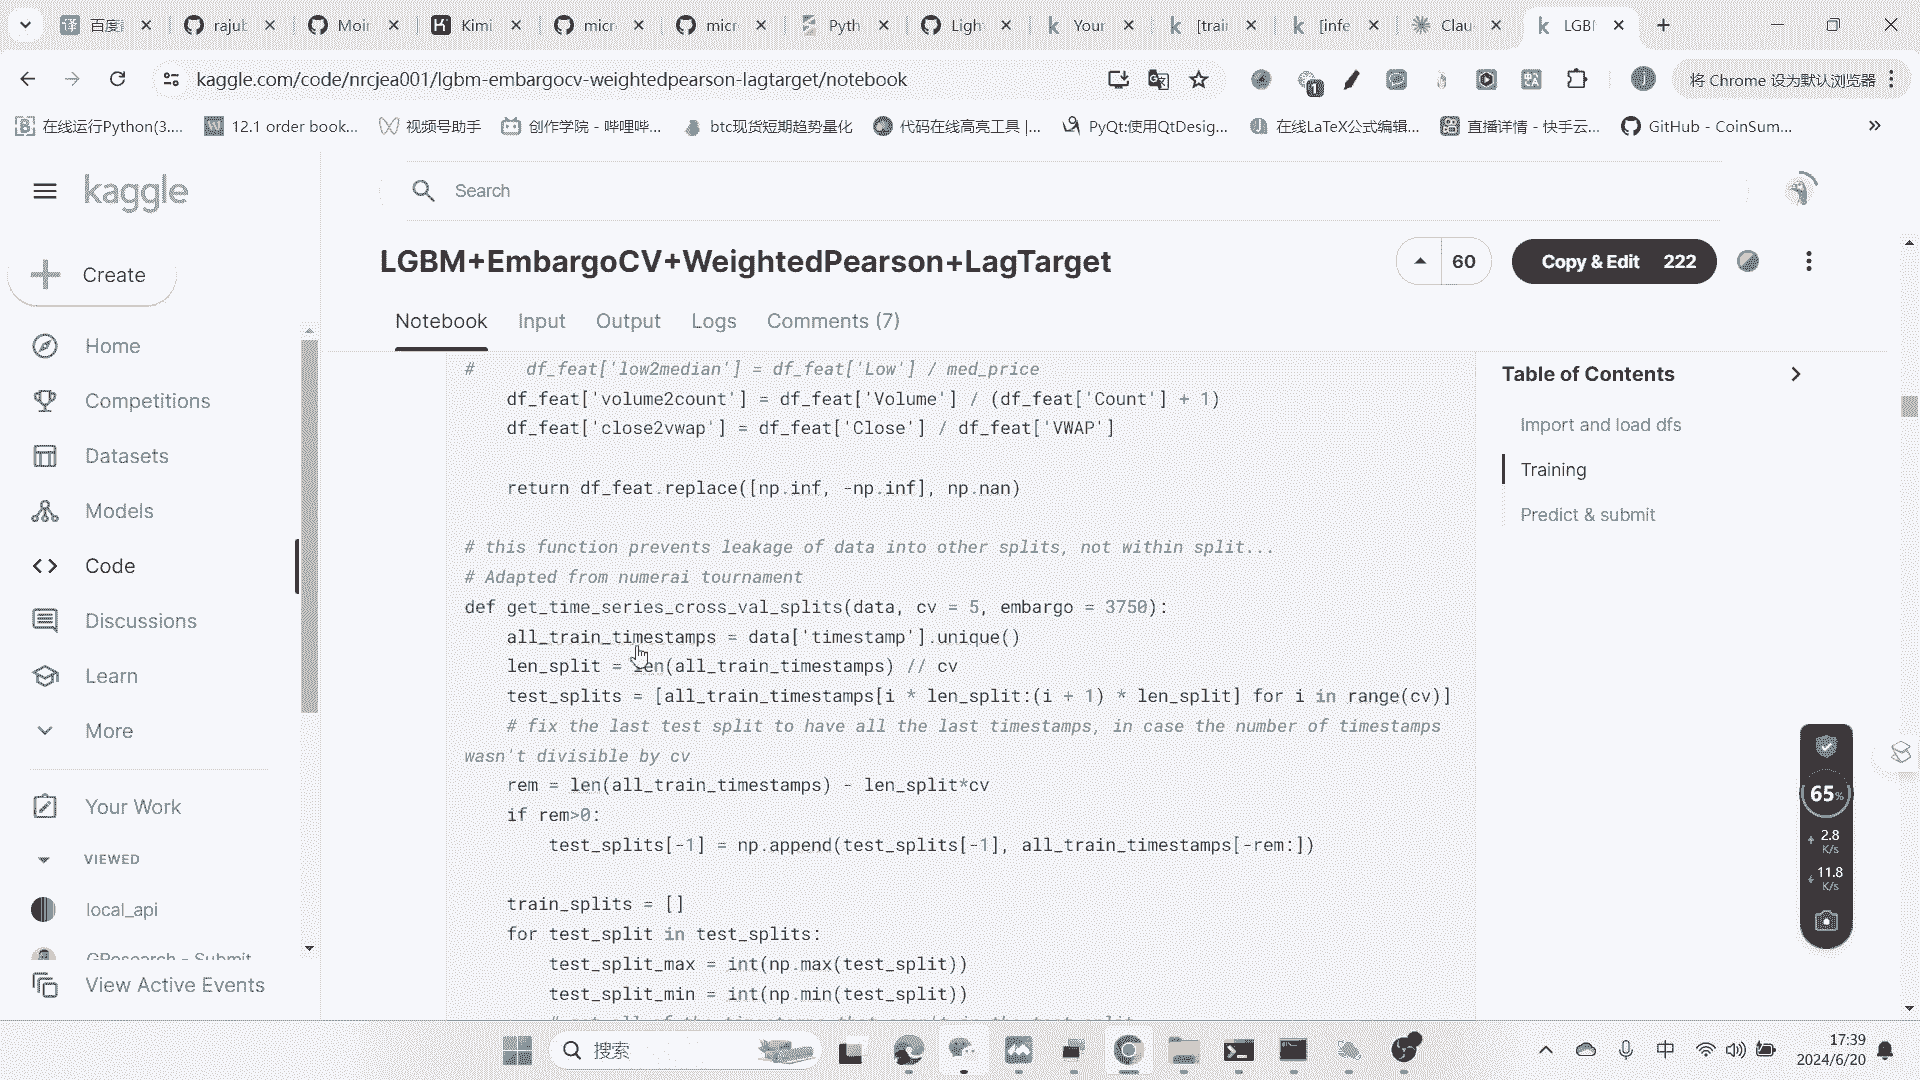 百度
rajub
Moin
Kimi
micr
micr
Pyth
Ligh
Your
[trai
[infe
Clau
LGBI
kaggle.com/code/nrcjea001/lgbm-embargocv-weightedpearson-lagtarget/notebook
将 Chrome 设为默认浏览器
在线运行Python(3....
12.1 order book...
视频号助手
创作学院 - 哔哩哔...
btc现货短期趋势量化
代码在线高亮工具 |...
PyQt:使用QtDesig...
在线LaTeX公式编辑...
直播详情 - 快手云...
GitHub - CoinSum...
kaggle
Search
Create
Home
Competitions
Datasets
Models
Code
Discussions
Learn
More
Your Work
VIEWED
local_api
GResearch - Submit
View Active Events
LGBM+EmbargoCV+WeightedPearson+LagTarget
60
Copy & Edit 222
Notebook Input Output Logs Comments (7)
# df_feat['low2median'] = df_feat['Low'] / med_price
df_feat['volume2count'] = df_feat['Volume'] / (df_feat['Count'] + 1)
df_feat['close2vwap'] = df_feat['Close'] / df_feat['VWAP']
return df_feat.replace([np.inf, -np.inf], np.nan)
# this function prevents leakage of data into other splits, not within split...
# Adapted from numerai tournament
def get_time_series_cross_val_splits(data, cv = 5, embargo = 3750):
all_train_timestamps = data['timestamp'].unique()
len_split = len(all_train_timestamps) // cv
test_splits = [all_train_timestamps[i * len_split:(i + 1) * len_split] for i in range(cv)]
# fix the last test split to have all the last timestamps, in case the number of timestamps
wasn't divisible by cv
rem = len(all_train_timestamps) - len_split*cv
if rem>0:
test_splits[-1] = np.append(test_splits[-1], all_train_timestamps[-rem:])
train_splits = []
for test_split in test_splits:
test_split_max = int(np.max(test_split))
test_split_min = int(np.min(test_split))
Table of Contents
Import and load dfs
Training
Predict & submit
65%
2.8
K/s
11.8
K/s
搜索
中
17:39
2024/6/20